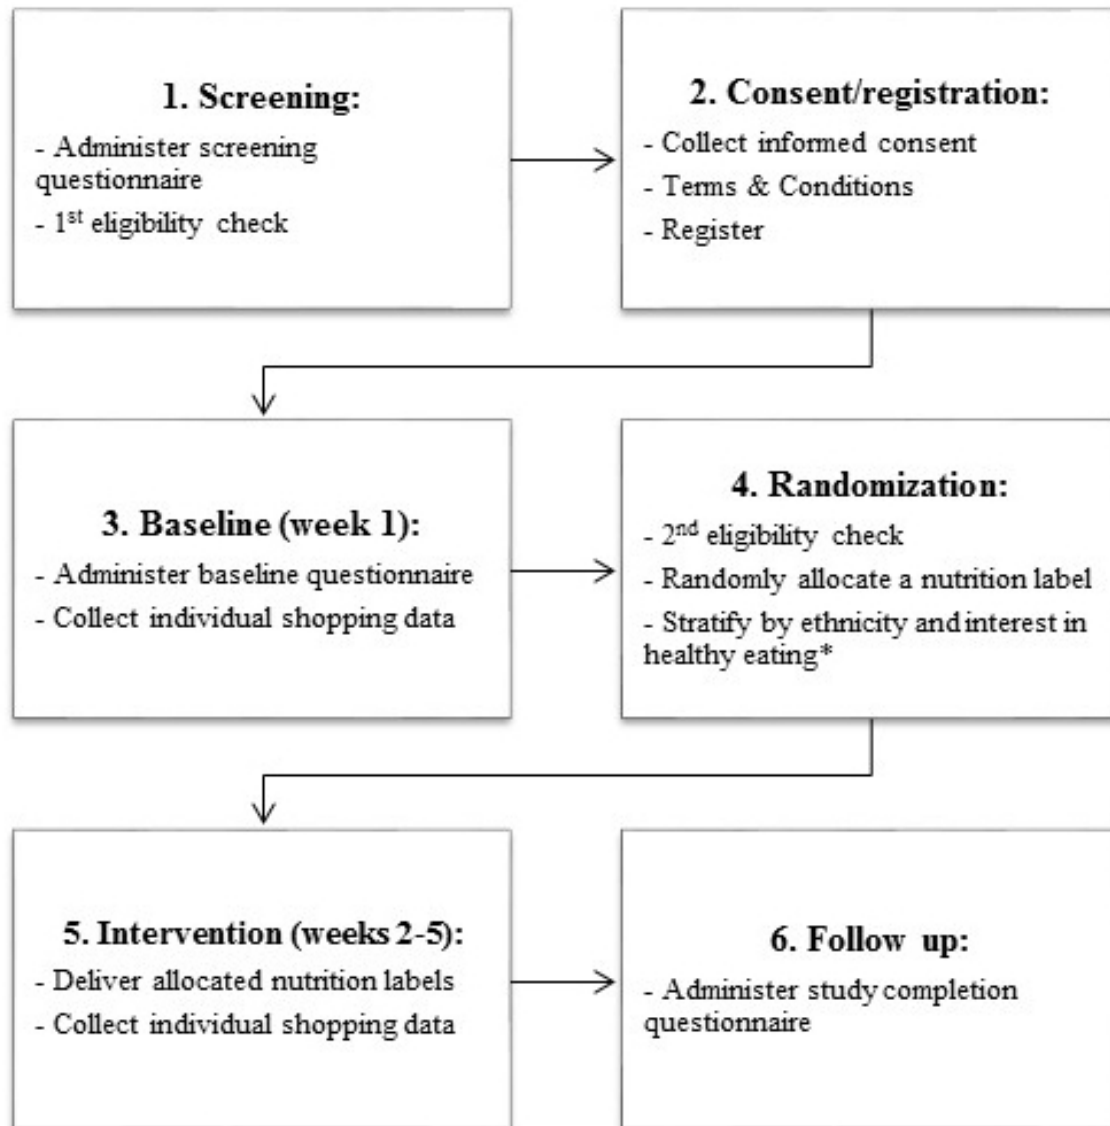 1. Screening:
- Administer screening
questionnaire
- 1st eligibility check
2. Consent/registration:
- Collect informed consent
- Terms & Conditions
- Register
3. Baseline (week 1):
- Administer baseline questionnaire
- Collect individual shopping data
4. Randomization:
- 2nd eligibility check
- Randomly allocate a nutrition label
- Stratify by ethnicity and interest in
healthy eating*
5. Intervention (weeks 2-5):
- Deliver allocated nutrition labels
- Collect individual shopping data
6. Follow up:
- Administer study completion
questionnaire